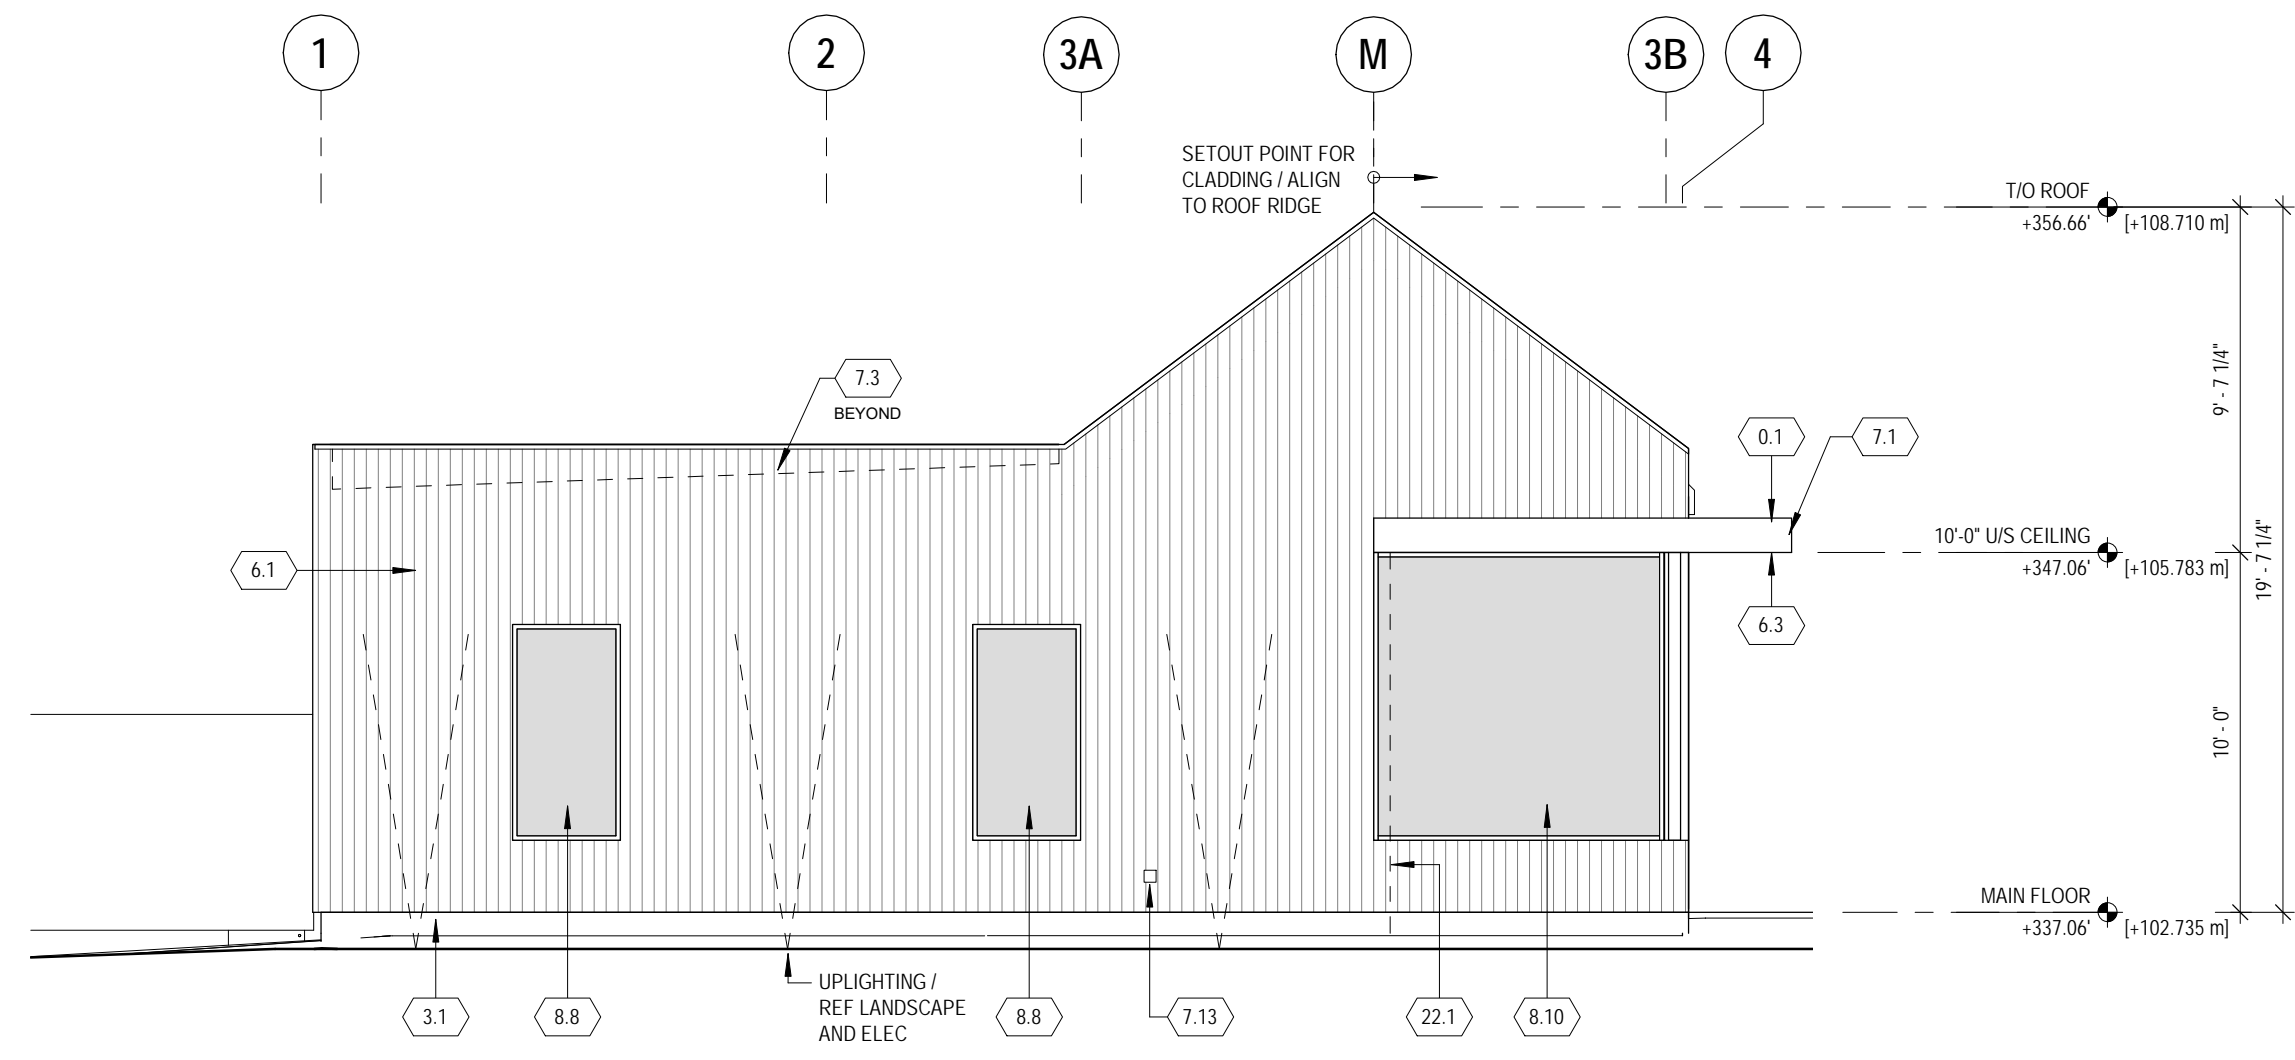 1
2
3A
M
3B
4
SETOUT POINT FOR
CLADDING / ALIGN
TO ROOF RIDGE
T/O ROOF
+356.66' [+108.710 m]
7.3
BEYOND
9' - 7 1/4"
0.1
7.1
10'-0" U/S CEILING
+347.06' [+105.783 m]
19' - 7 1/4"
6.1
6.3
10' - 0"
MAIN FLOOR
+337.06' [+102.735 m]
UPLIGHTING /
REF LANDSCAPE
AND ELEC
3.1
8.8
8.8
7.13
22.1
8.10